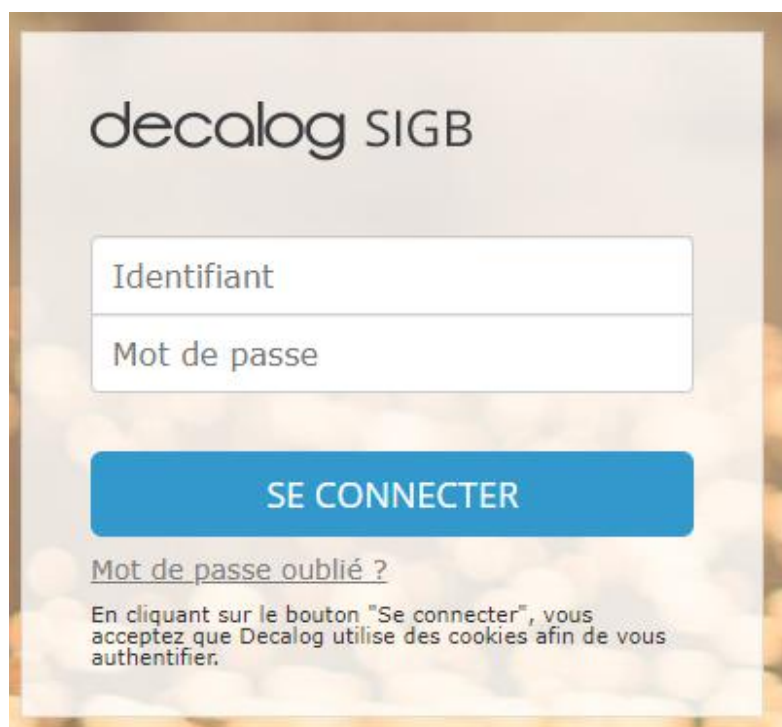 decalog SIGB
Identifiant
Mot de passe
SE CONNECTER
Mot de passe oublié ?
En cliquant sur le bouton "Se connecter", vous
acceptez que Decalog utilise des cookies afin de vous
authentifier.